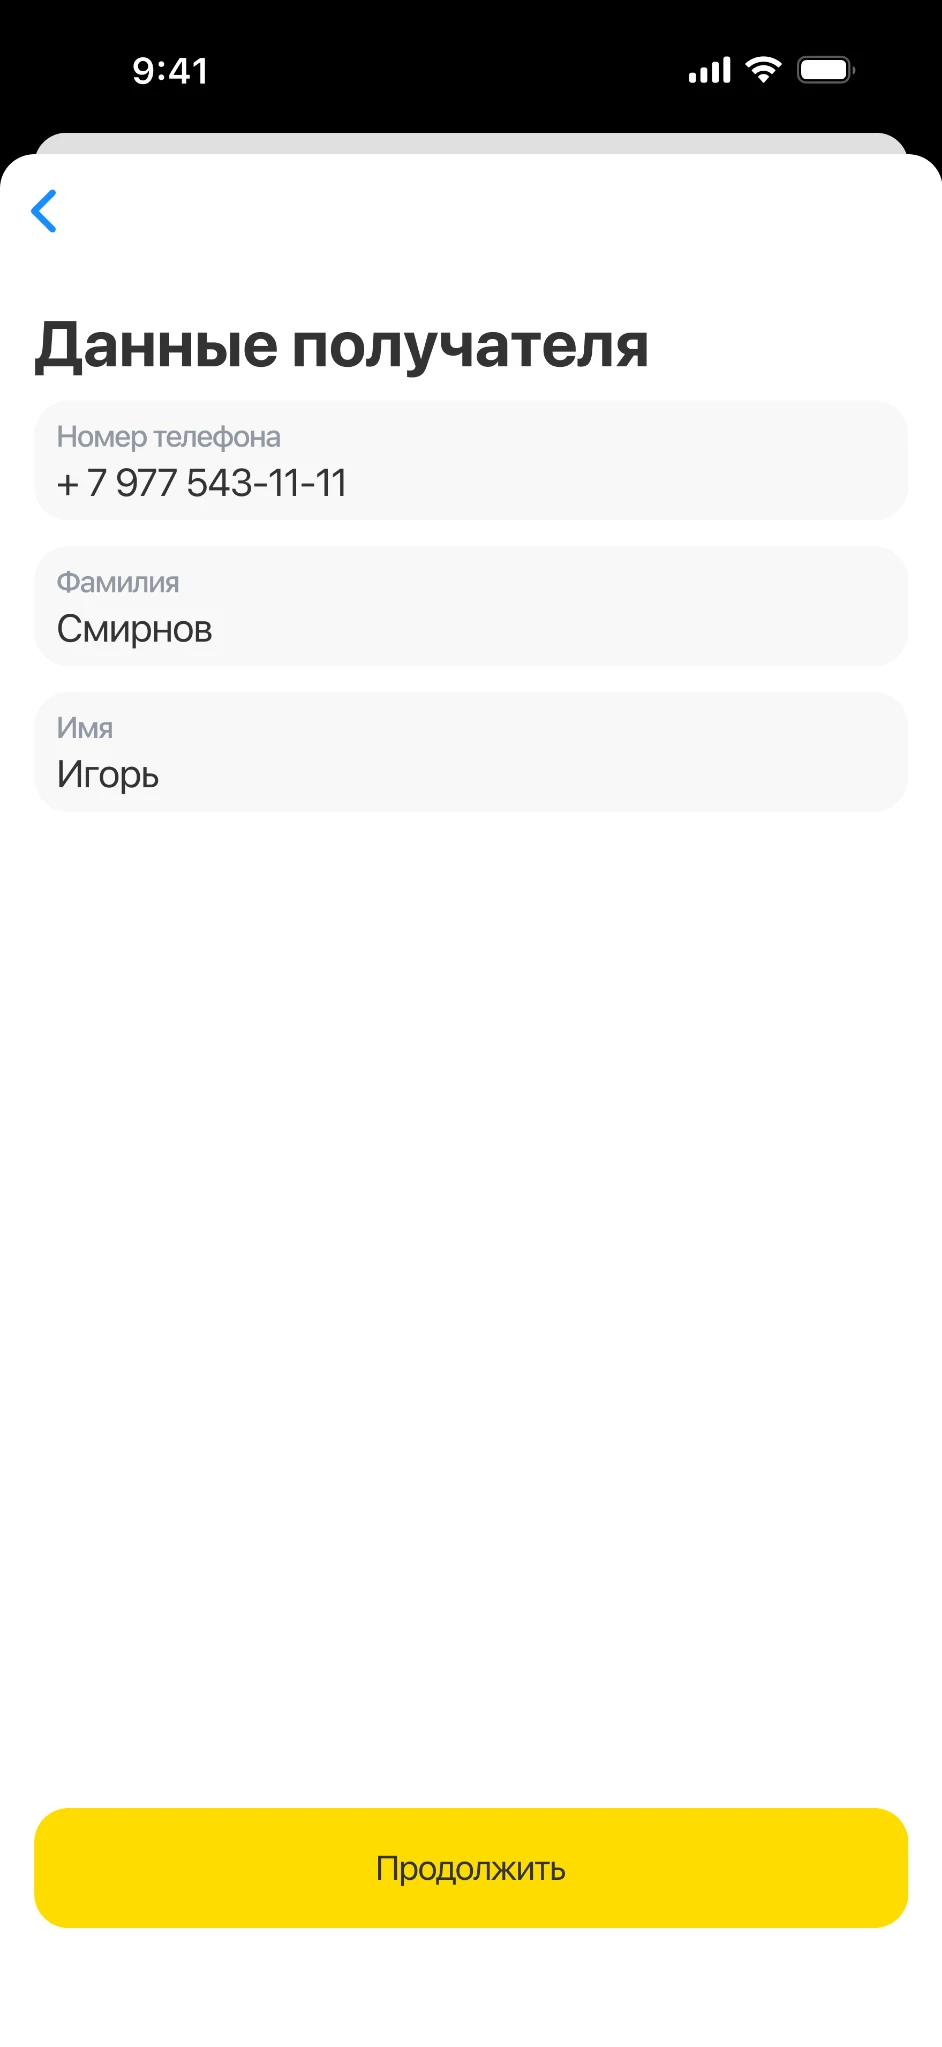 9:41
Данные получателя
Номер телефона
+ 7 977 543-11-11
Фамилия
Смирнов
Имя
Игорь
Продолжить